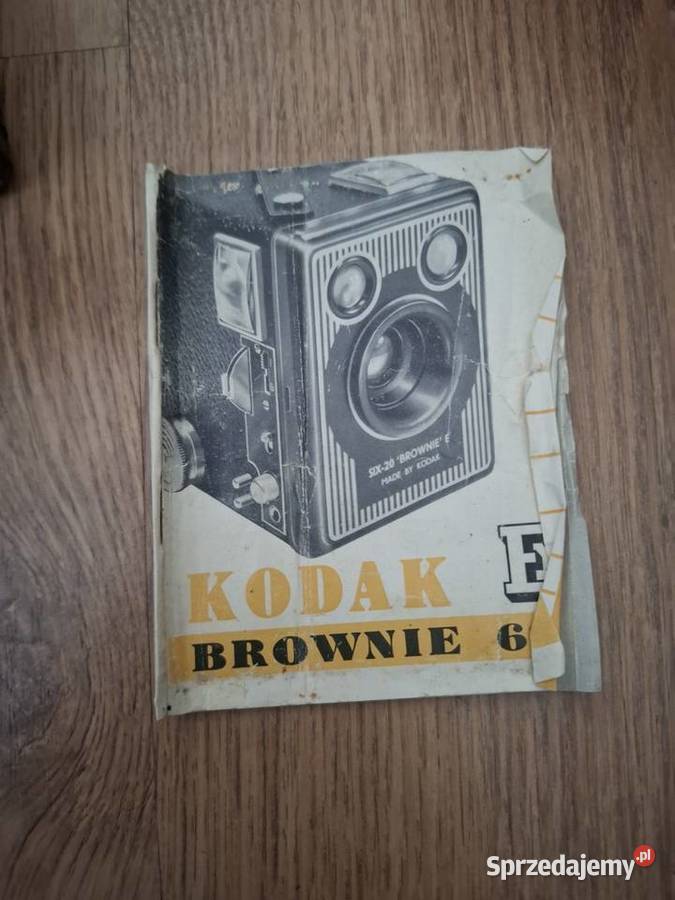 SIX-20 'BROWNIE' E
MADE BY KODAK
KODAK E
BROWNIE 6
Sprzedajemy.pl